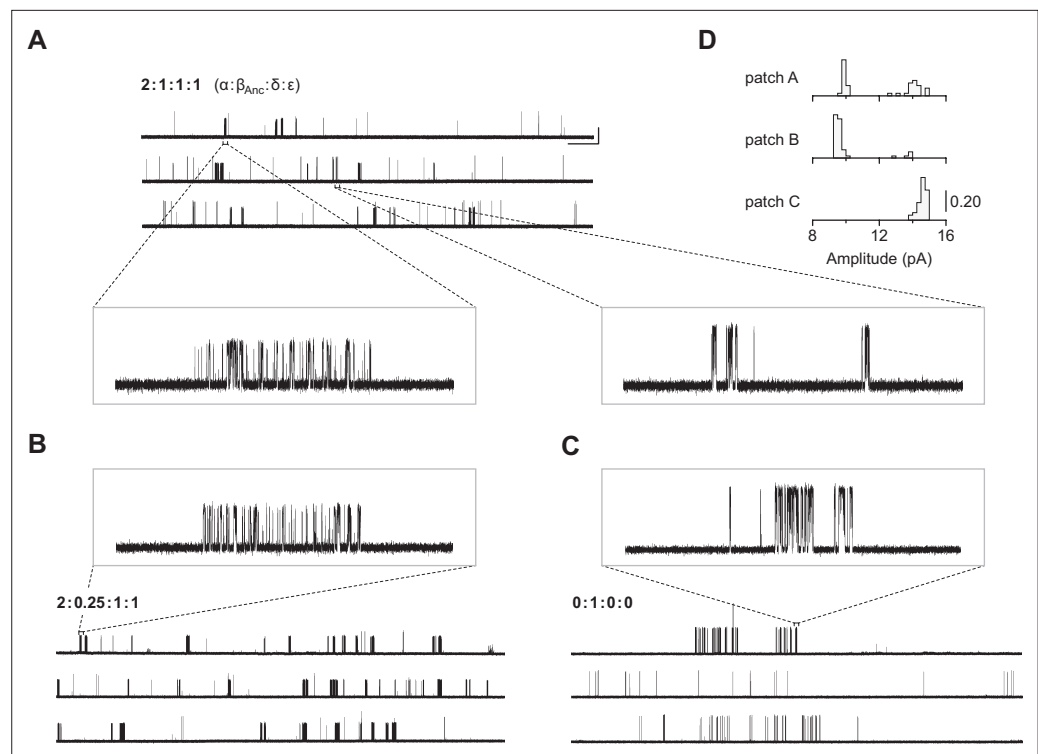 A
2:1:1:1 (α:βAnc:δ:ε)
D
patch A
patch B
patch C
0.20
8 12 16
Amplitude (pA)
B
2:0.25:1:1
C
0:1:0:0